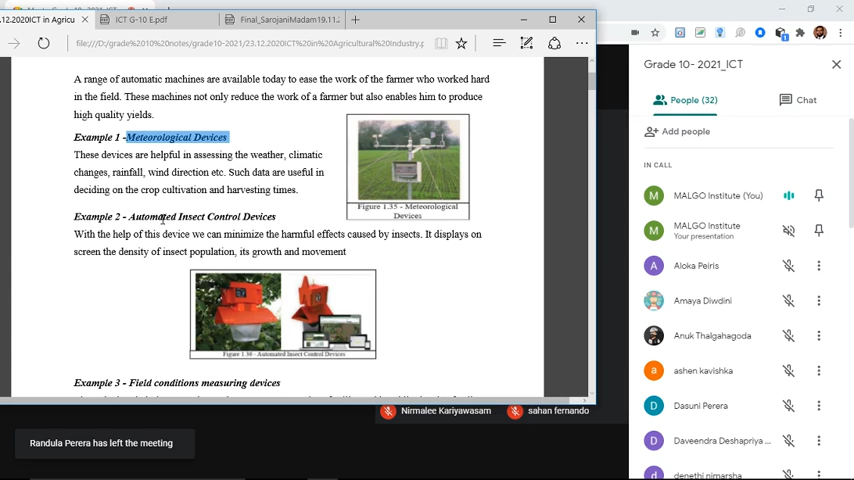 .12.2020ICT in Agricu
ICT G-10 E.pdf
Final_SarojaniMadam19.11.2
file:///D:/grade%2010%20notes/grade10-2021/23.12.2020ICT%20in%20Agricultural%20Industry.p
A range of automatic machines are available today to ease the work of the farmer who worked hard
in the field. These machines not only reduce the work of a farmer but also enables him to produce
high quality yields.
Example 1 -Meteorological Devices
These devices are helpful in assessing the weather, climatic
changes, rainfall, wind direction etc. Such data are useful in
deciding on the crop cultivation and harvesting times.
Figure 1.35 - Meteorological
Devices
Example 2 - Automated Insect Control Devices
With the help of this device we can minimize the harmful effects caused by insects. It displays on
screen the density of insect population, its growth and movement
Figure 1.36 - Automated Insect Control Devices
Example 3 - Field conditions measuring devices
Nirmalee Kariyawasam
sahan fernando
Randula Perera has left the meeting
Grade 10- 2021_ICT
People (32)
Chat
Add people
IN CALL
M
MALGO Institute (You)
M
MALGO Institute
Your presentation
A
Aloka Peiris
Amaya Diwdini
Anuk Thalgahagoda
a
ashen kavishka
D
Dasuni Perera
D
Daveendra Deshapriya ...
d
denethi nimarsha